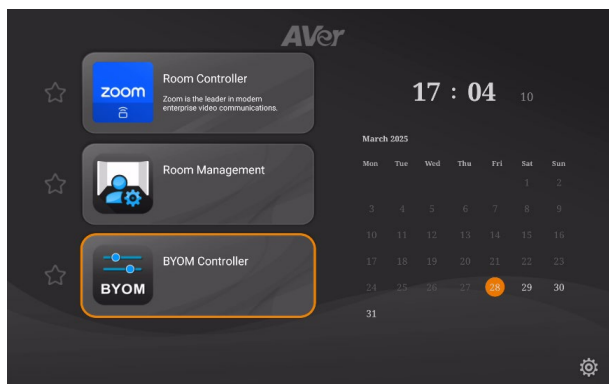 AVer
zoom
Room Controller
Zoom is the leader in modern
enterprise video communications.
Room Management
BYOM
BYOM Controller
17 : 04 10
March 2025
Mon Tue Wed Thu Fri Sat Sun
1 2
3 4 5 6 7 8 9
10 11 12 13 14 15 16
17 18 19 20 21 22 23
24 25 26 27 28 29 30
31